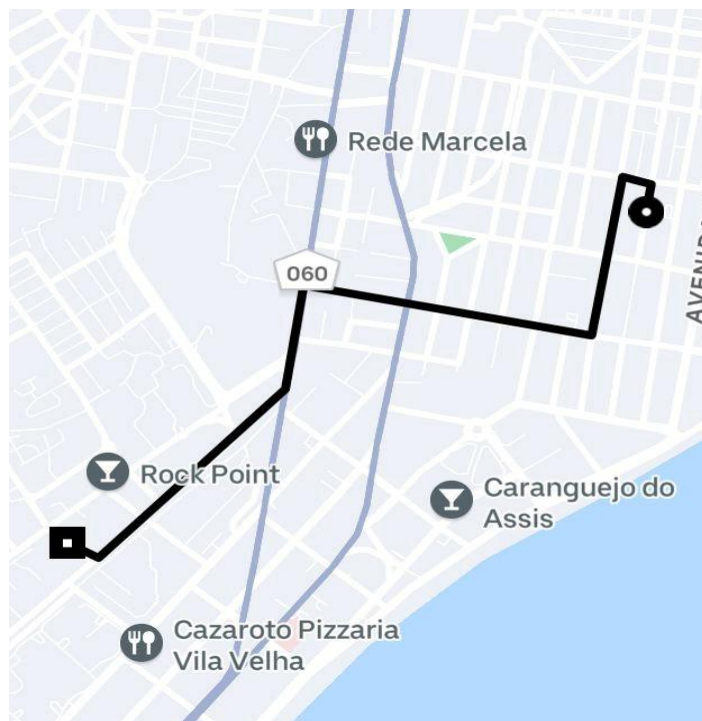 Rede Marcela
060
Rock Point
Caranguejo do
Assis
Cazaroto Pizzaria
Vila Velha